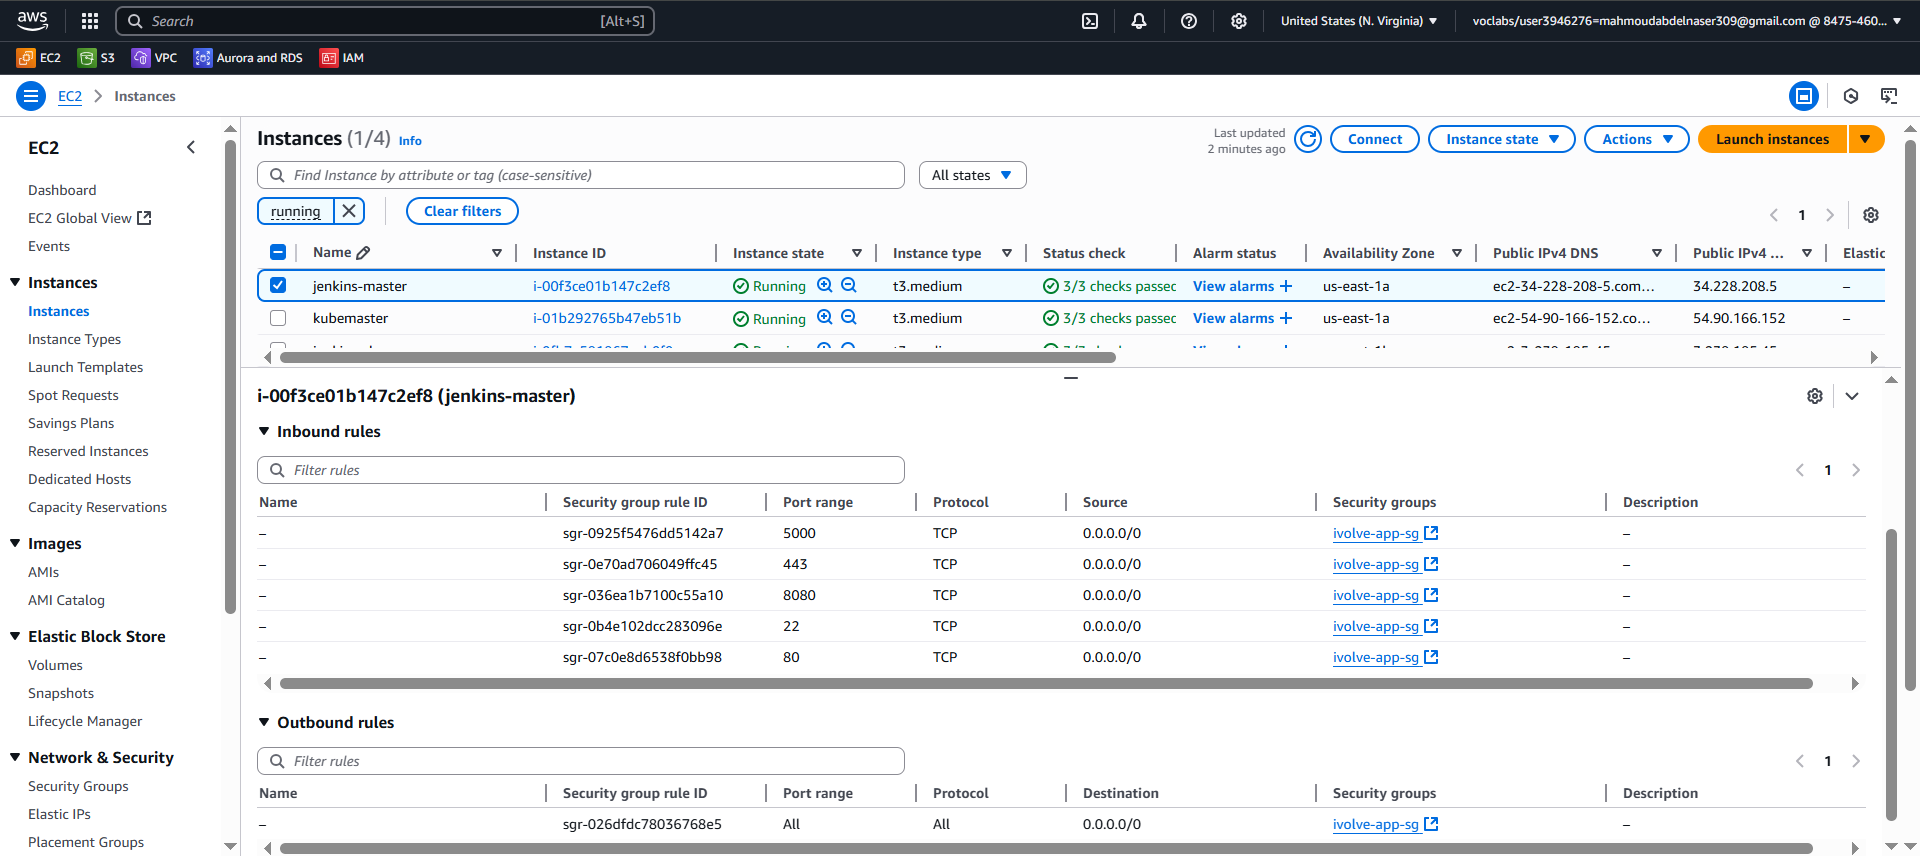 aws
Search [Alt+S]
United States (N. Virginia)
voclabs/user3946276=mahmoudabdelnaser309@gmail.com @ 8475-460...
EC2 S3 VPC Aurora and RDS IAM
EC2 > Instances
EC2
Dashboard
EC2 Global View
Events
Instances
Instances
Instance Types
Launch Templates
Spot Requests
Savings Plans
Reserved Instances
Dedicated Hosts
Capacity Reservations
Images
AMIs
AMI Catalog
Elastic Block Store
Volumes
Snapshots
Lifecycle Manager
Network & Security
Security Groups
Elastic IPs
Placement Groups
Instances (1/4) Info
Last updated
2 minutes ago
Connect
Instance state
Actions
Launch instances
Find Instance by attribute or tag (case-sensitive)
All states
running
Clear filters
1
Name Instance ID Instance state Instance type Status check Alarm status Availability Zone Public IPv4 DNS Public IPv4 ... Elastic
jenkins-master i-00f3ce01b147c2ef8 Running t3.medium 3/3 checks passed View alarms + us-east-1a ec2-34-228-208-5.com... 34.228.208.5 –
kubemaster i-01b292765b47eb51b Running t3.medium 3/3 checks passed View alarms + us-east-1a ec2-54-90-166-152.co... 54.90.166.152 –
i-00f3ce01b147c2ef8 (jenkins-master)
Inbound rules
Filter rules
1
Name Security group rule ID Port range Protocol Source Security groups Description
– sgr-0925f5476dd5142a7 5000 TCP 0.0.0.0/0 ivolve-app-sg –
– sgr-0e70ad706049ffc45 443 TCP 0.0.0.0/0 ivolve-app-sg –
– sgr-036ea1b7100c55a10 8080 TCP 0.0.0.0/0 ivolve-app-sg –
– sgr-0b4e102dcc283096e 22 TCP 0.0.0.0/0 ivolve-app-sg –
– sgr-07c0e8d6538f0bb98 80 TCP 0.0.0.0/0 ivolve-app-sg –
Outbound rules
Filter rules
1
Name Security group rule ID Port range Protocol Destination Security groups Description
– sgr-026dfdc78036768e5 All All 0.0.0.0/0 ivolve-app-sg –